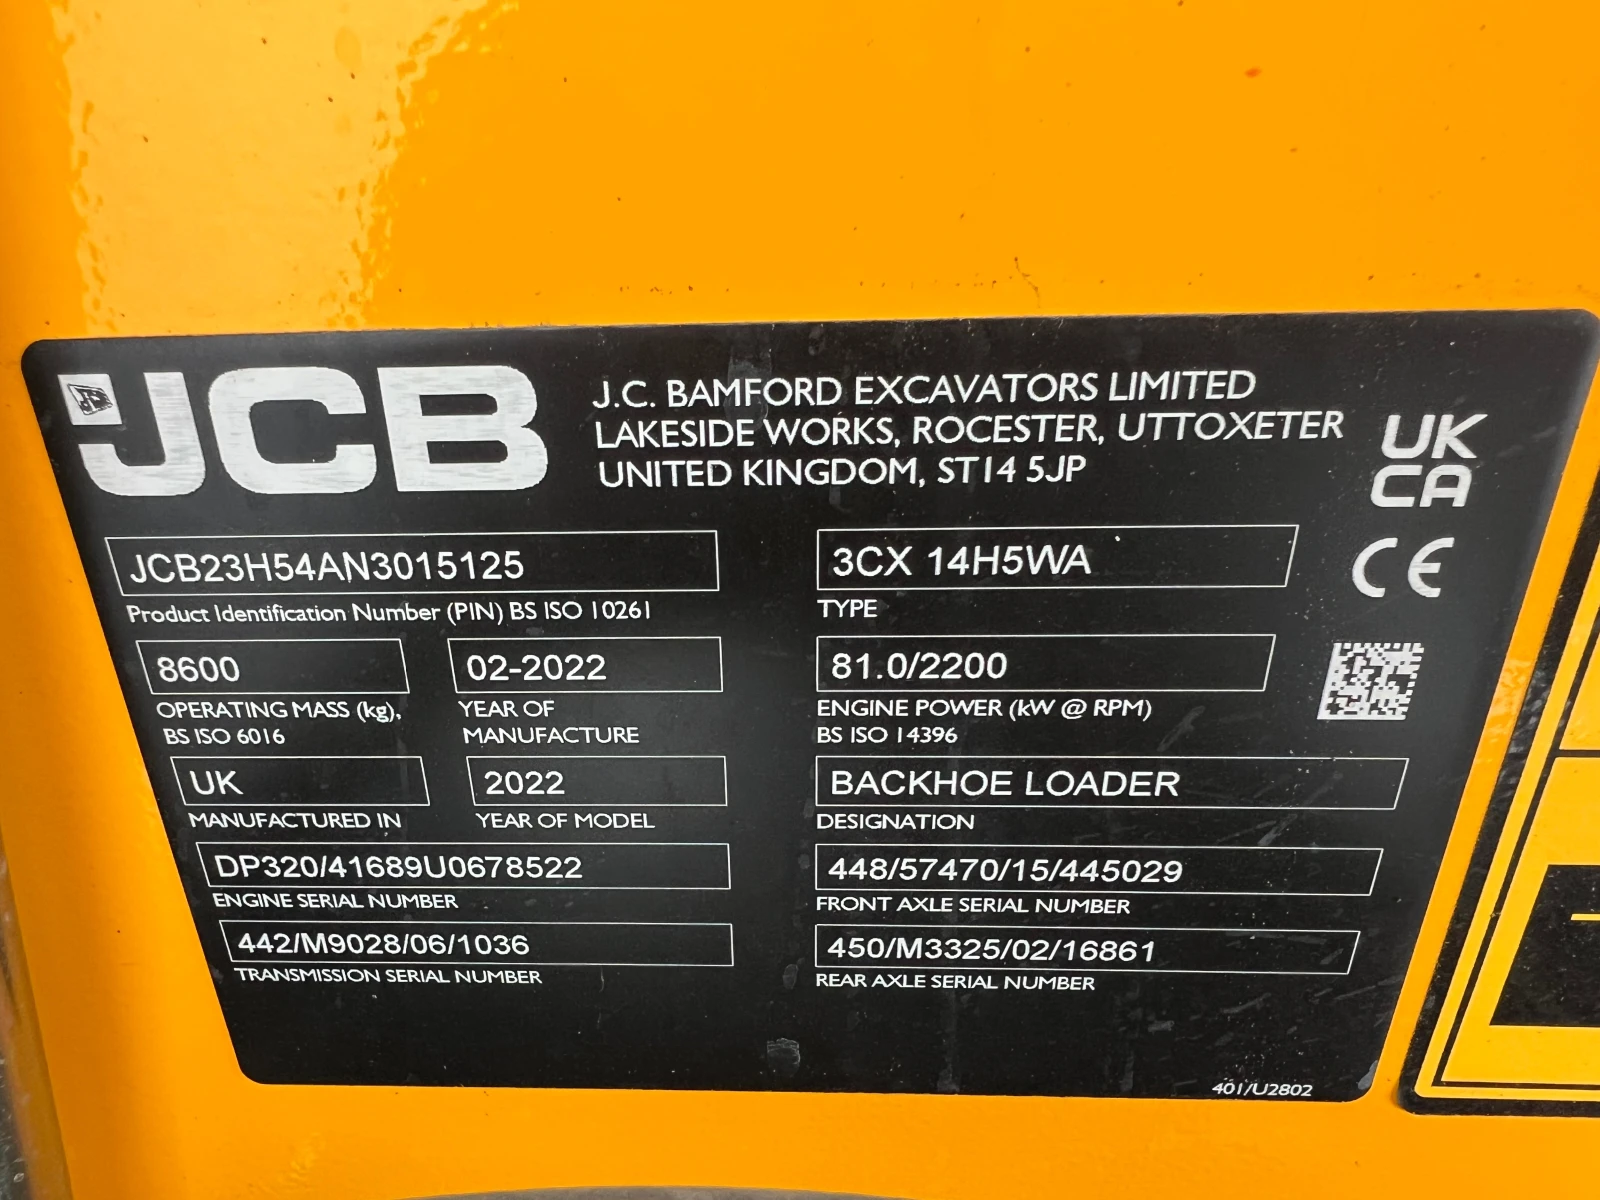 JCB
J.C. BAMFORD EXCAVATORS LIMITED
LAKESIDE WORKS, ROCESTER, UTTOXETER
UNITED KINGDOM, ST14 5JP
UK
CA
CE
JCB23H54AN3015125
Product Identification Number (PIN) BS ISO 10261
3CX 14H5WA
TYPE
8600
OPERATING MASS (kg),
BS ISO 6016
02-2022
YEAR OF
MANUFACTURE
81.0/2200
ENGINE POWER (kW @ RPM)
BS ISO 14396
UK
MANUFACTURED IN
2022
YEAR OF MODEL
BACKHOE LOADER
DESIGNATION
DP320/41689U0678522
ENGINE SERIAL NUMBER
448/57470/15/445029
FRONT AXLE SERIAL NUMBER
442/M9028/06/1036
TRANSMISSION SERIAL NUMBER
450/M3325/02/16861
REAR AXLE SERIAL NUMBER
401/U2802